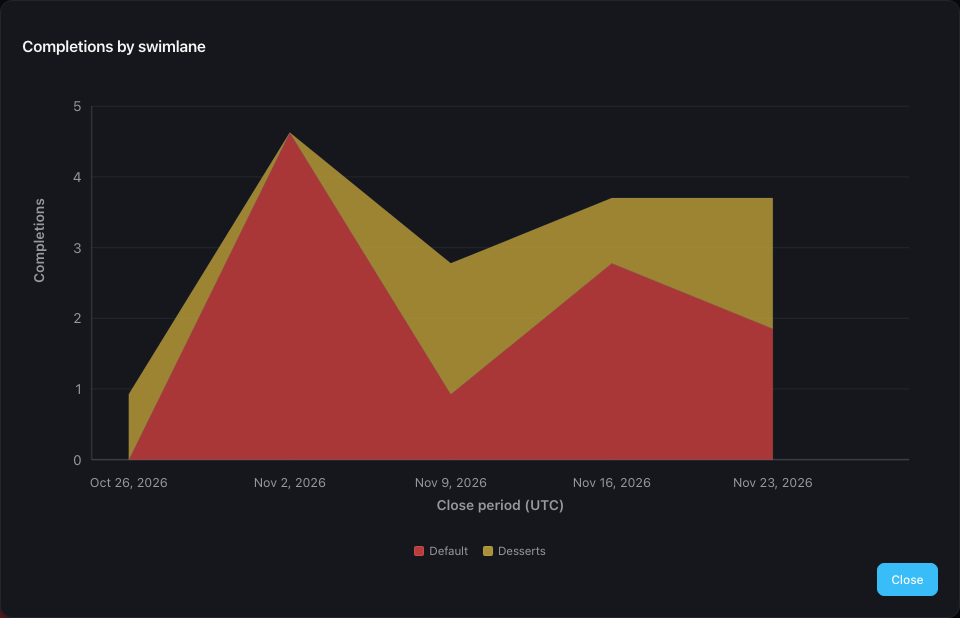 Completions by swimlane
5
4
3
2
1
0
Completions
Oct 26, 2026 Nov 2, 2026 Nov 9, 2026 Nov 16, 2026 Nov 23, 2026
Close period (UTC)
Default Desserts
Close